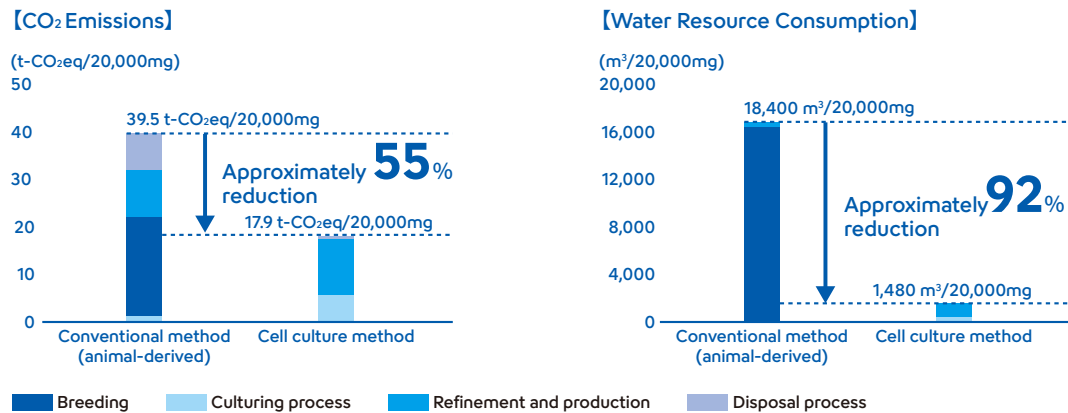 【CO₂ Emissions】
(t-CO₂eq/20,000mg)
50
40
30
20
10
0
39.5 t-CO₂eq/20,000mg
Approximately 55%
reduction
17.9 t-CO₂eq/20,000mg
Conventional method
(animal-derived)
Cell culture method
【Water Resource Consumption】
(m³/20,000mg)
20,000
16,000
12,000
8,000
4,000
0
18,400 m³/20,000mg
Approximately 92%
reduction
1,480 m³/20,000mg
Conventional method
(animal-derived)
Cell culture method
Breeding
Culturing process
Refinement and production
Disposal process